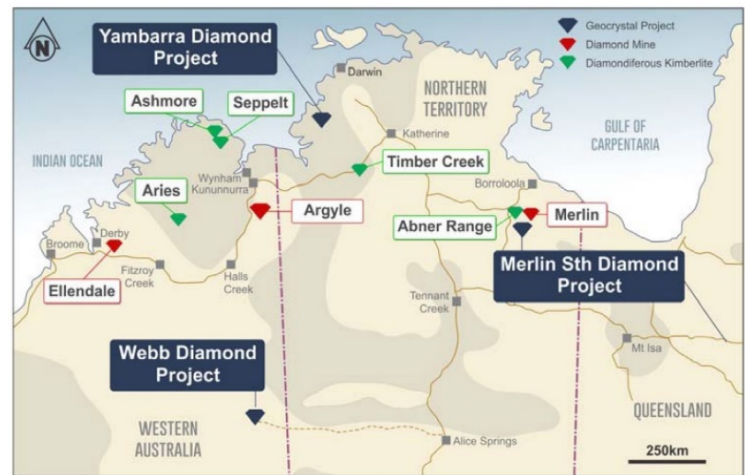 N
Yambarra Diamond
Project
Geocrystal Project
Diamond Mine
Diamondiferous Kimberlite
Darwin
NORTHERN
TERRITORY
Ashmore
Seppelt
GULF OF
CARPENTARIA
Katherine
INDIAN OCEAN
Timber Creek
Wynham
Kununnurra
Borroloola
Aries
Argyle
Merlin
Abner Range
Derby
Broome
Fitzroy
Creek
Halls
Creek
Merlin Sth Diamond
Project
Ellendale
Tennant
Creek
Mt Isa
Webb Diamond
Project
QUEENSLAND
WESTERN
AUSTRALIA
Alice Springs
250km